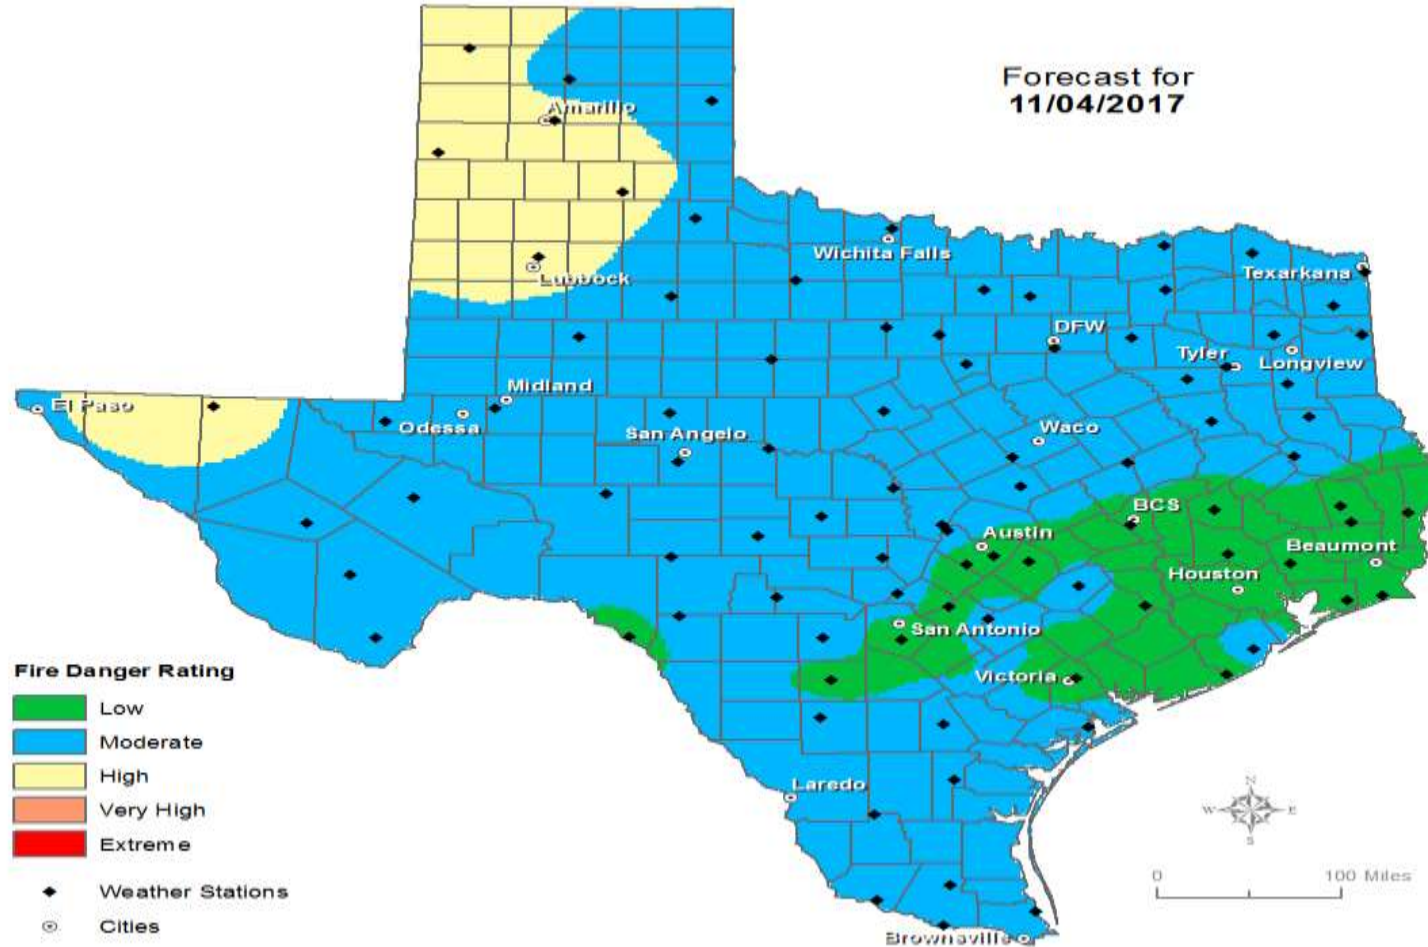 Forecast for
11/04/2017
Amarillo
Wichita Falls
Lubbock
Texarkana
DFW
Tyler
Longview
Midland
El Paso
Odessa
San Angelo
Waco
BCS
Austin
Beaumont
Houston
San Antonio
Victoria
Laredo
Brownsville
Fire Danger Rating
Low
Moderate
High
Very High
Extreme
Weather Stations
Cities
N
W E
S
0 100 Miles